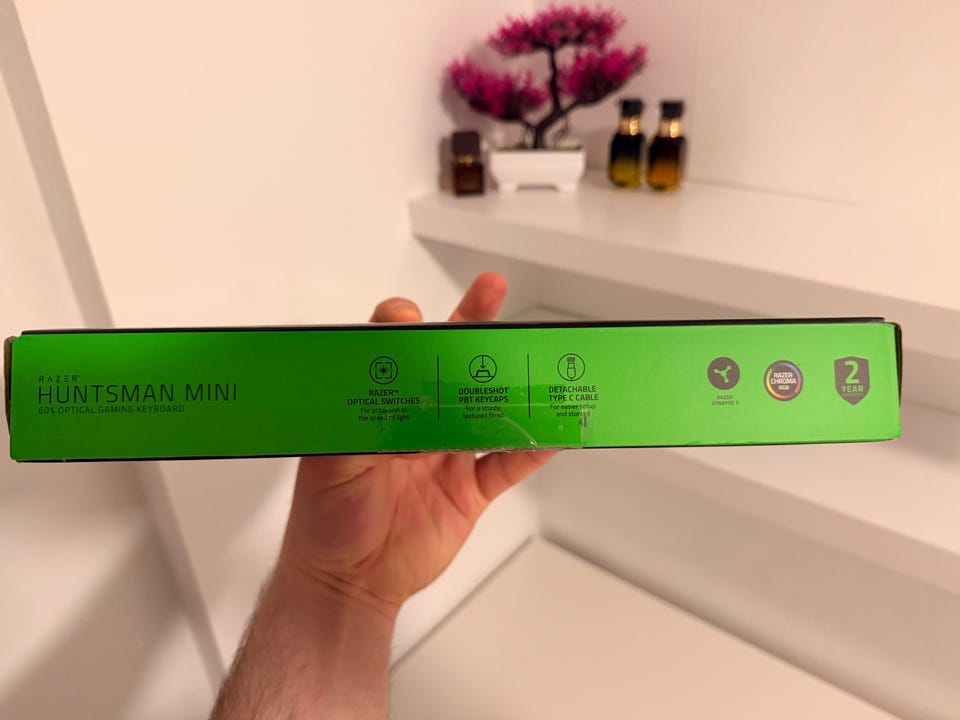 RAZER™
HUNTSMAN MINI
60% OPTICAL GAMING KEYBOARD
RAZER™
OPTICAL SWITCHES
For actuation at
the speed of light
DOUBLESHOT
PBT KEYCAPS
For a sturdy,
textured finish
DETACHABLE
TYPE C CABLE
For easier setup
and storage
RAZER
SYNAPSE 3
RAZER
CHROMA
RGB
2
YEAR